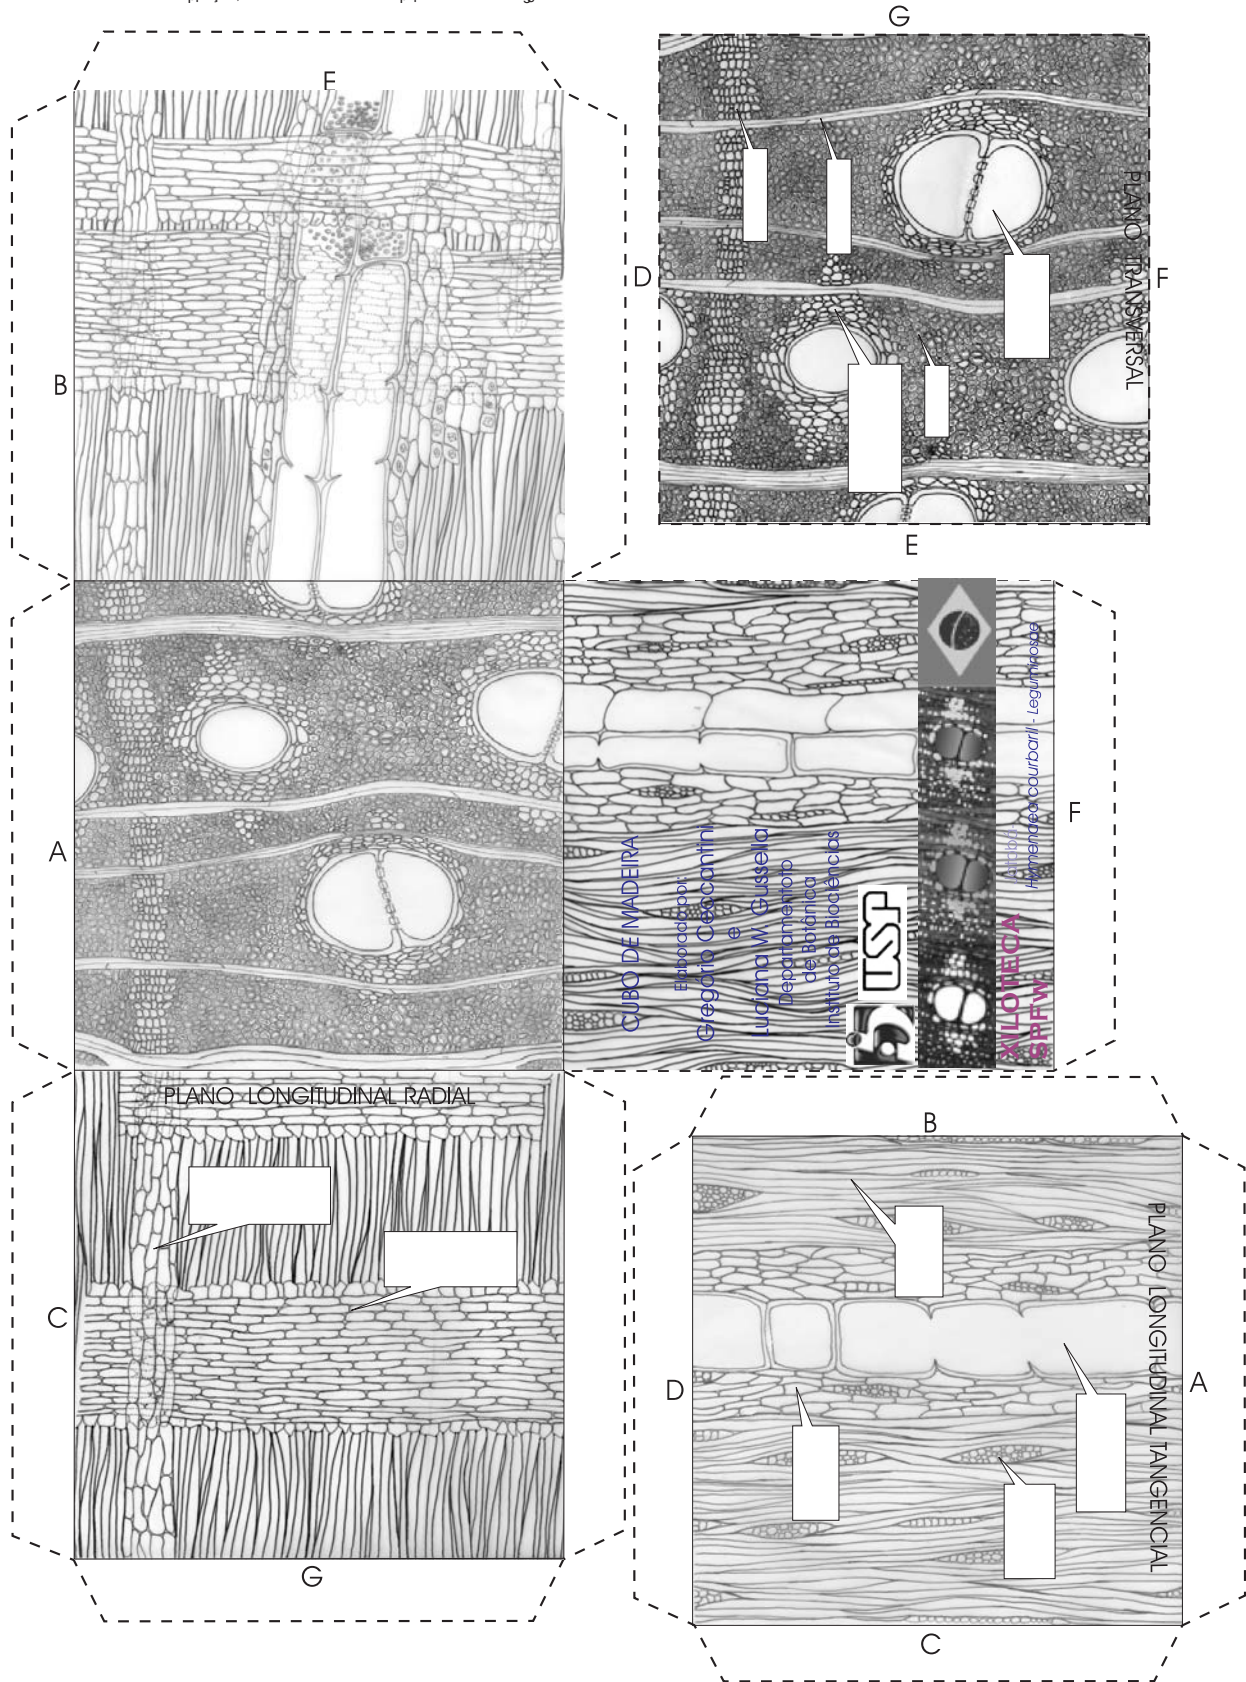 G
E
PLANO TRANSVERSAL
D
F
B
E
A
F
CUBO DE MADEIRA
Elaborado por:
Gregório Ceccantini
e
Luciana W. Gussella
Departamentoto
de Botânica
Instituto de Biociências
USP
XILOTECA
SPFw
Hymenaea courbaril - Leguminosae
PLANO LONGITUDINAL RADIAL
C
G
B
PLANO LONGITUDINAL TANGENCIAL
D
A
C